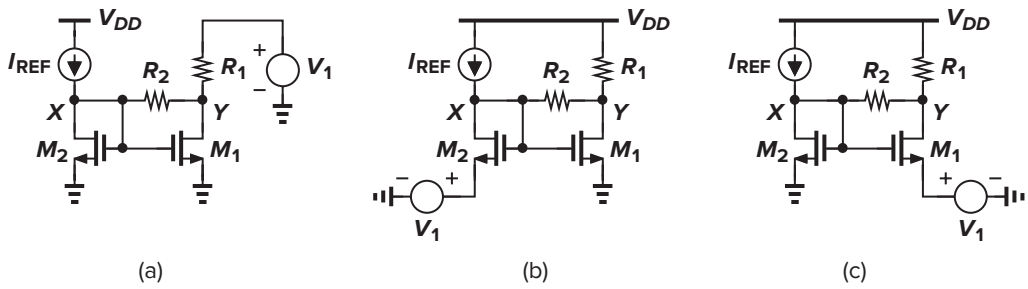 V_DD
I_REF
R_2
R_1
+
−
V_1
X
Y
M_2
M_1
(a)
V_DD
I_REF
R_2
R_1
X
Y
M_2
M_1
−
+
V_1
(b)
V_DD
I_REF
R_2
R_1
X
Y
M_2
M_1
+
−
V_1
(c)